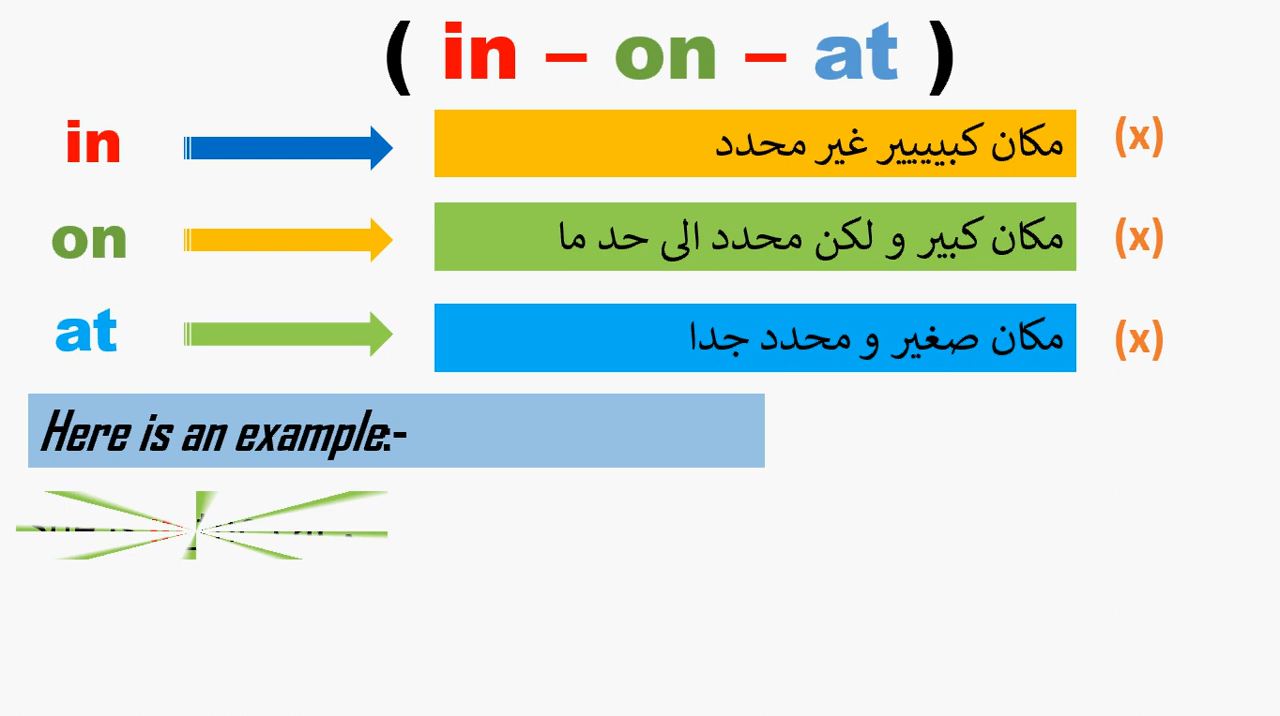 ( in – on – at )
in مكان كبيييير غير محدد (x)
on مكان كبير و لكن محدد الى حد ما (x)
at مكان صغير و محدد جدا (x)
Here is an example:-